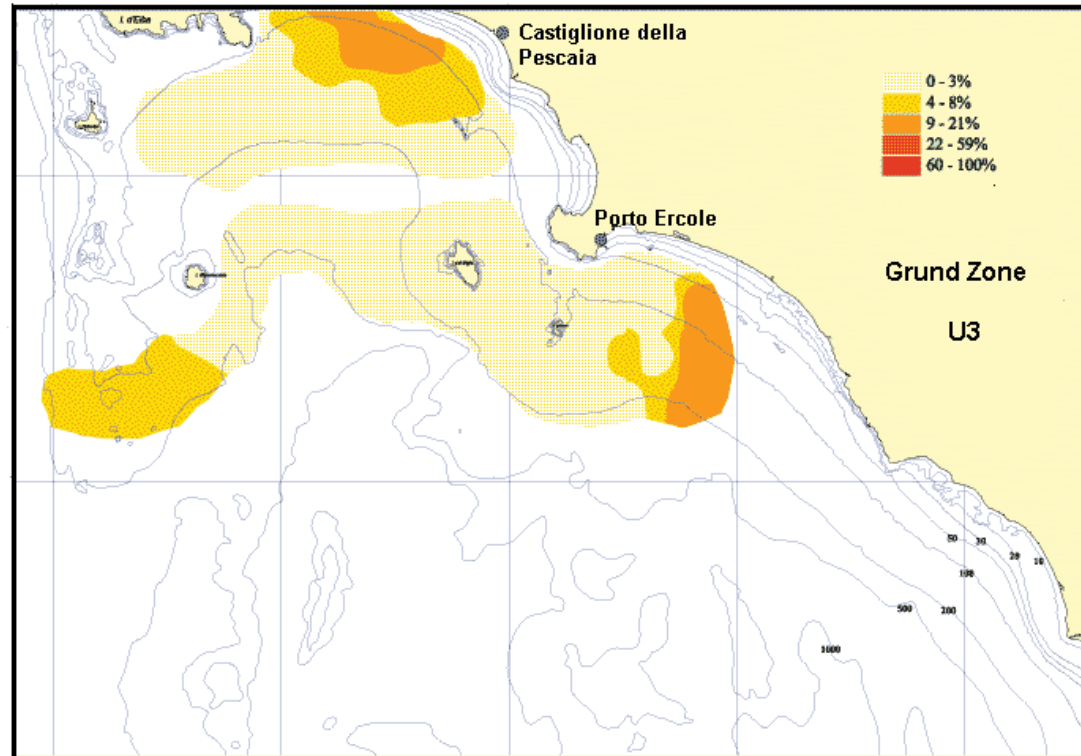 I. d'Elba
Castiglione della
Pescaia
0 - 3%
4 - 8%
9 - 21%
22 - 59%
60 - 100%
Porto Ercole
Grund Zone
U3
50
30
20
10
100
500
200
1000